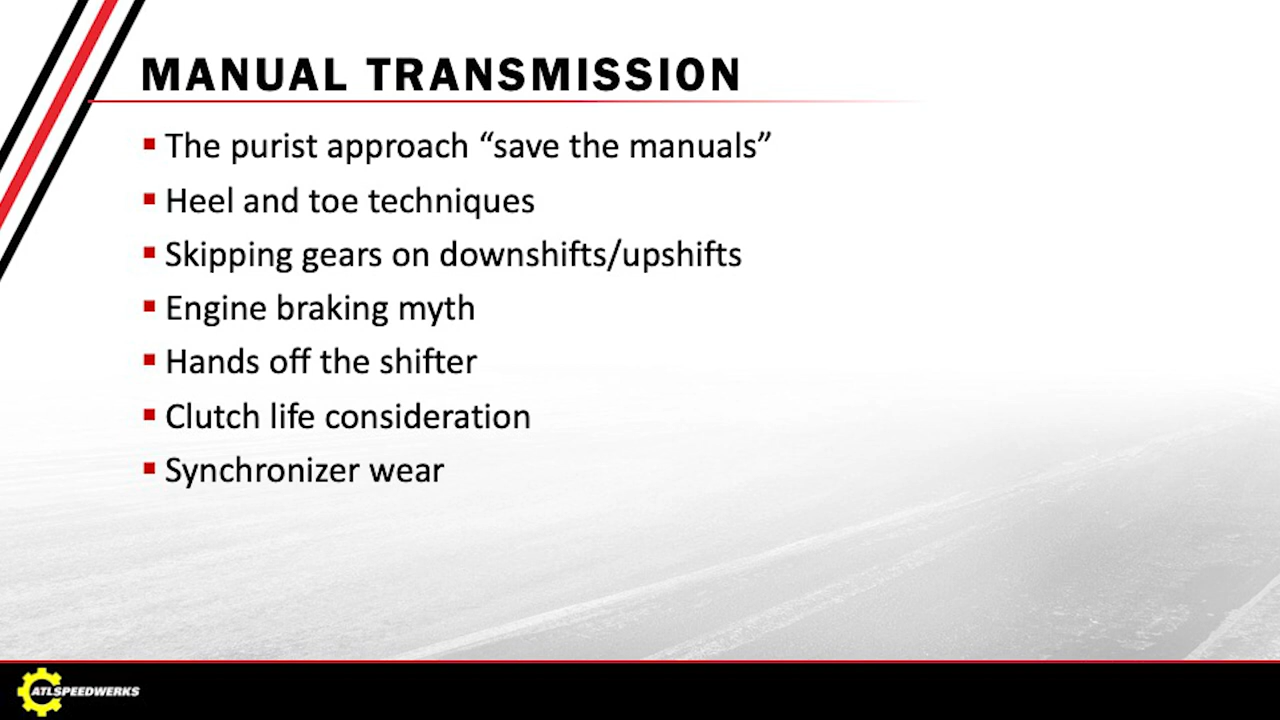 MANUAL TRANSMISSION
The purist approach “save the manuals”
Heel and toe techniques
Skipping gears on downshifts/upshifts
Engine braking myth
Hands off the shifter
Clutch life consideration
Synchronizer wear
ATLSPEEDWERKS